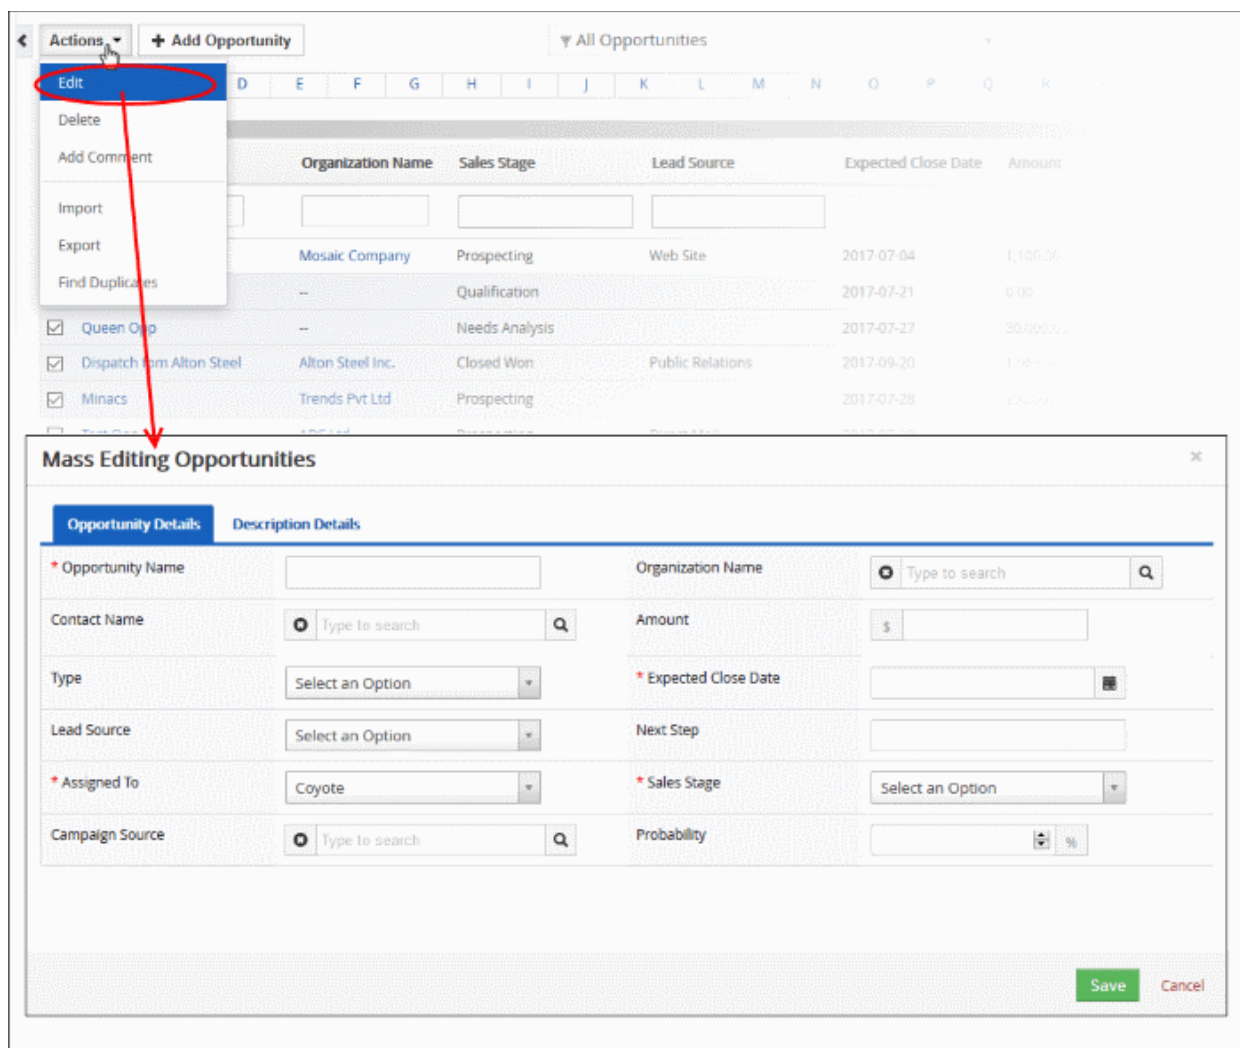 Actions + Add Opportunity All Opportunities
Edit D E F G H I J K L M N O P Q R
Delete
Add Comment Organization Name Sales Stage Lead Source Expected Close Date Amount
Import
Export Mosaic Company Prospecting Web Site 2017-07-04
Find Duplicates -- Qualification 2017-07-21 0.00
Queen Opp -- Needs Analysis 2017-07-27
Dispatch fom Alton Steel Alton Steel Inc. Closed Won Public Relations 2017-09-20
Minacs Trends Pvt Ltd Prospecting 2017-07-28
Mass Editing Opportunities ×
Opportunity Details Description Details
* Opportunity Name Organization Name Type to search
Contact Name Type to search Amount $
Type Select an Option * Expected Close Date
Lead Source Select an Option Next Step
* Assigned To Coyote * Sales Stage Select an Option
Campaign Source Type to search Probability %
Save Cancel